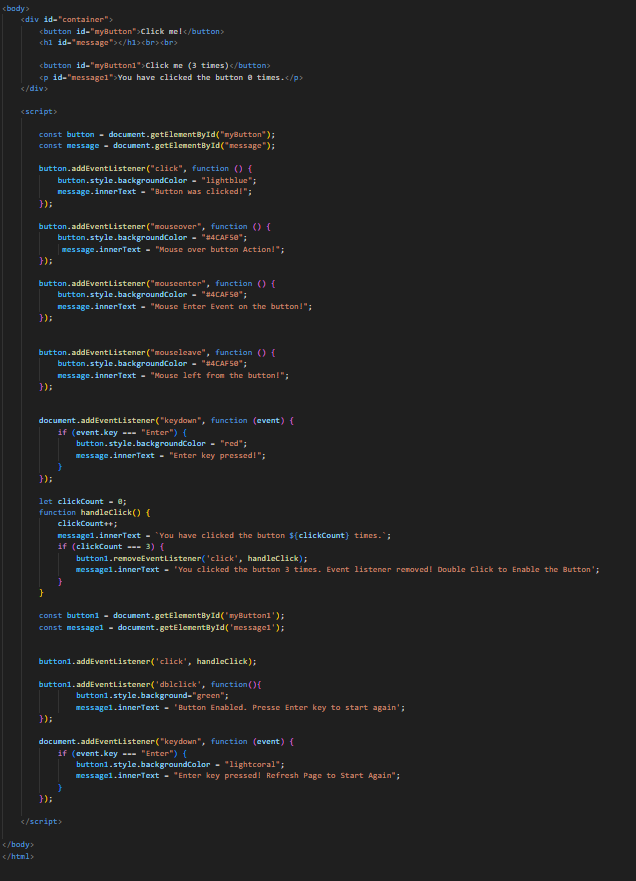 <body>
<div id="container">
<button id="myButton">Click me!</button>
<h1 id="message"></h1><br><br>
<button id="myButton1">Click me (3 times)</button>
<p id="message1">You have clicked the button 0 times.</p>
</div>
<script>
const button = document.getElementById("myButton");
const message = document.getElementById("message");
button.addEventListener("click", function () {
button.style.backgroundColor = "lightblue";
message.innerText = "Button was clicked!";
});
button.addEventListener("mouseover", function () {
button.style.backgroundColor = "#4CAF50";
message.innerText = "Mouse over button Action!";
});
button.addEventListener("mouseenter", function () {
button.style.backgroundColor = "#4CAF50";
message.innerText = "Mouse Enter Event on the button!";
});
button.addEventListener("mouseleave", function () {
button.style.backgroundColor = "#4CAF50";
message.innerText = "Mouse left from the button!";
});
document.addEventListener("keydown", function (event) {
if (event.key === "Enter") {
button.style.backgroundColor = "red";
message.innerText = "Enter key pressed!";
}
});
let clickCount = 0;
function handleClick() {
clickCount++;
message1.innerText = `You have clicked the button ${clickCount} times.`;
if (clickCount === 3) {
button1.removeEventListener('click', handleClick);
message1.innerText = 'You clicked the button 3 times. Event listener removed! Double Click to Enable the Button';
}
}
const button1 = document.getElementById('myButton1');
const message1 = document.getElementById('message1');
button1.addEventListener('click', handleClick);
button1.addEventListener('dblclick', function(){
button1.style.background="green";
message1.innerText = 'Button Enabled. Presse Enter key to start again';
});
document.addEventListener("keydown", function (event) {
if (event.key === "Enter") {
button1.style.backgroundColor = "lightcoral";
message1.innerText = "Enter key pressed! Refresh Page to Start Again";
}
});
</script>
</body>
</html>